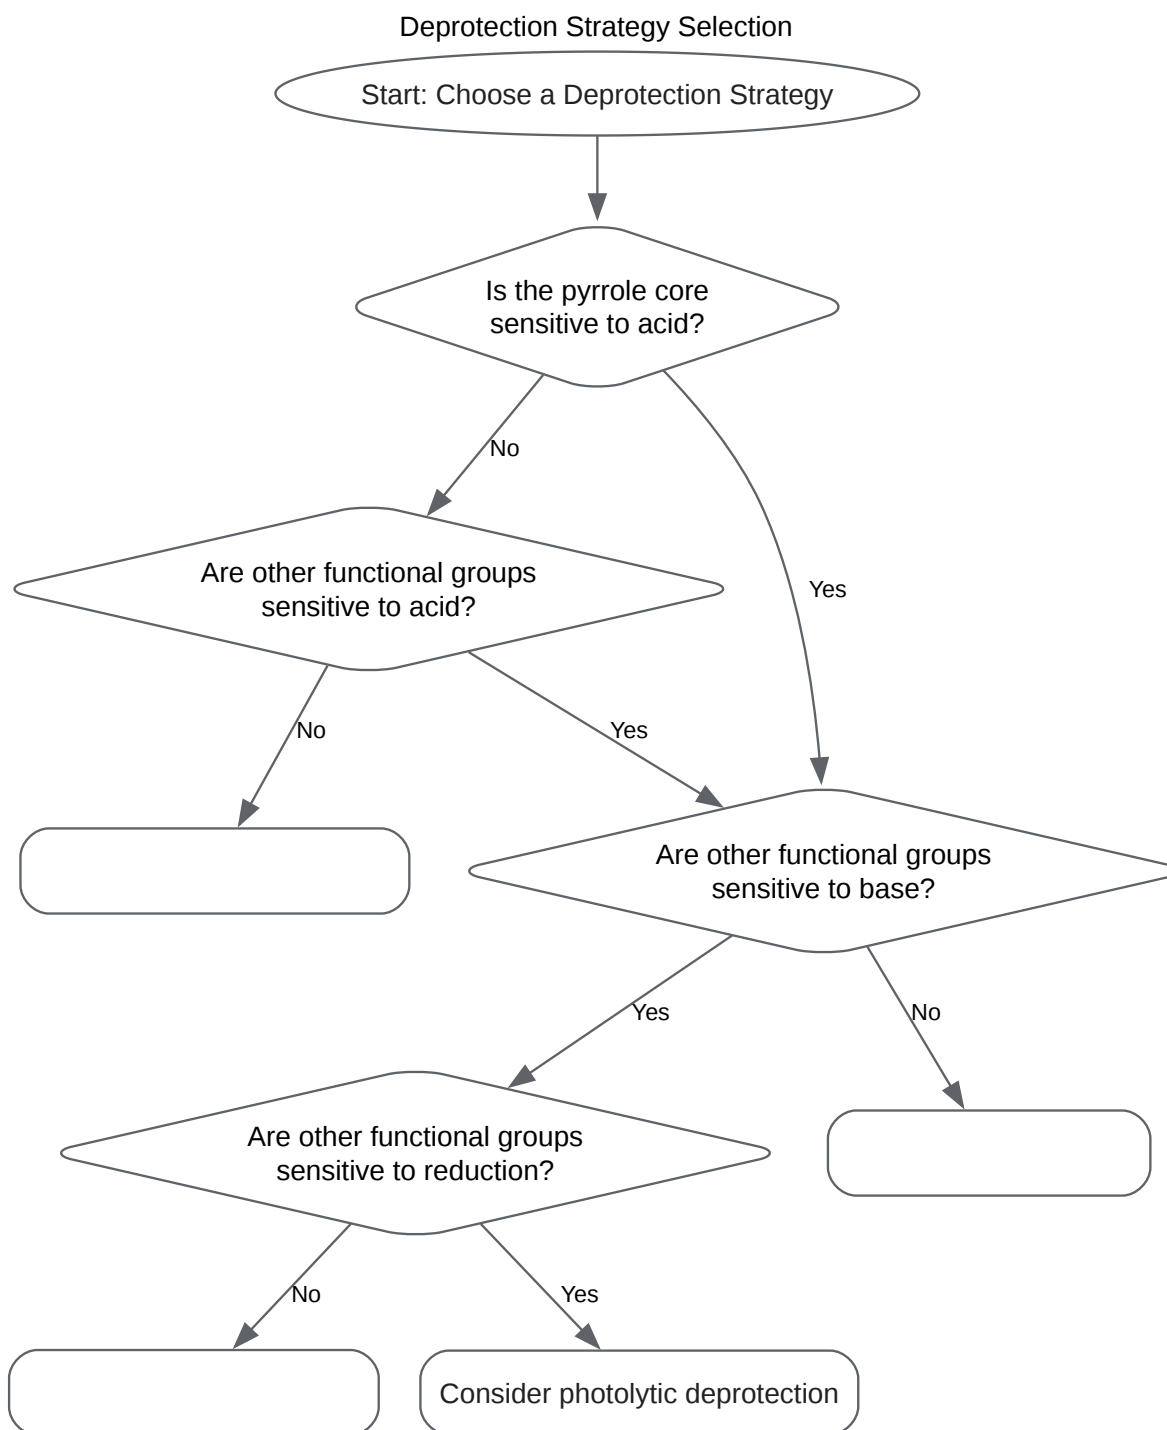 Deprotection Strategy Selection
Start: Choose a Deprotection Strategy
Is the pyrrole core
sensitive to acid?
No
Yes
Are other functional groups
sensitive to acid?
No
Yes
Are other functional groups
sensitive to base?
Yes
No
Are other functional groups
sensitive to reduction?
No
Yes
Consider photolytic deprotection